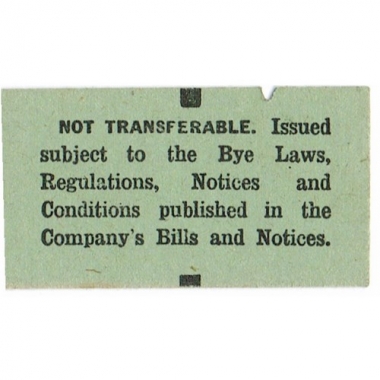 NOT TRANSFERABLE. Issued
subject to the Bye Laws,
Regulations, Notices and
Conditions published in the
Company's Bills and Notices.